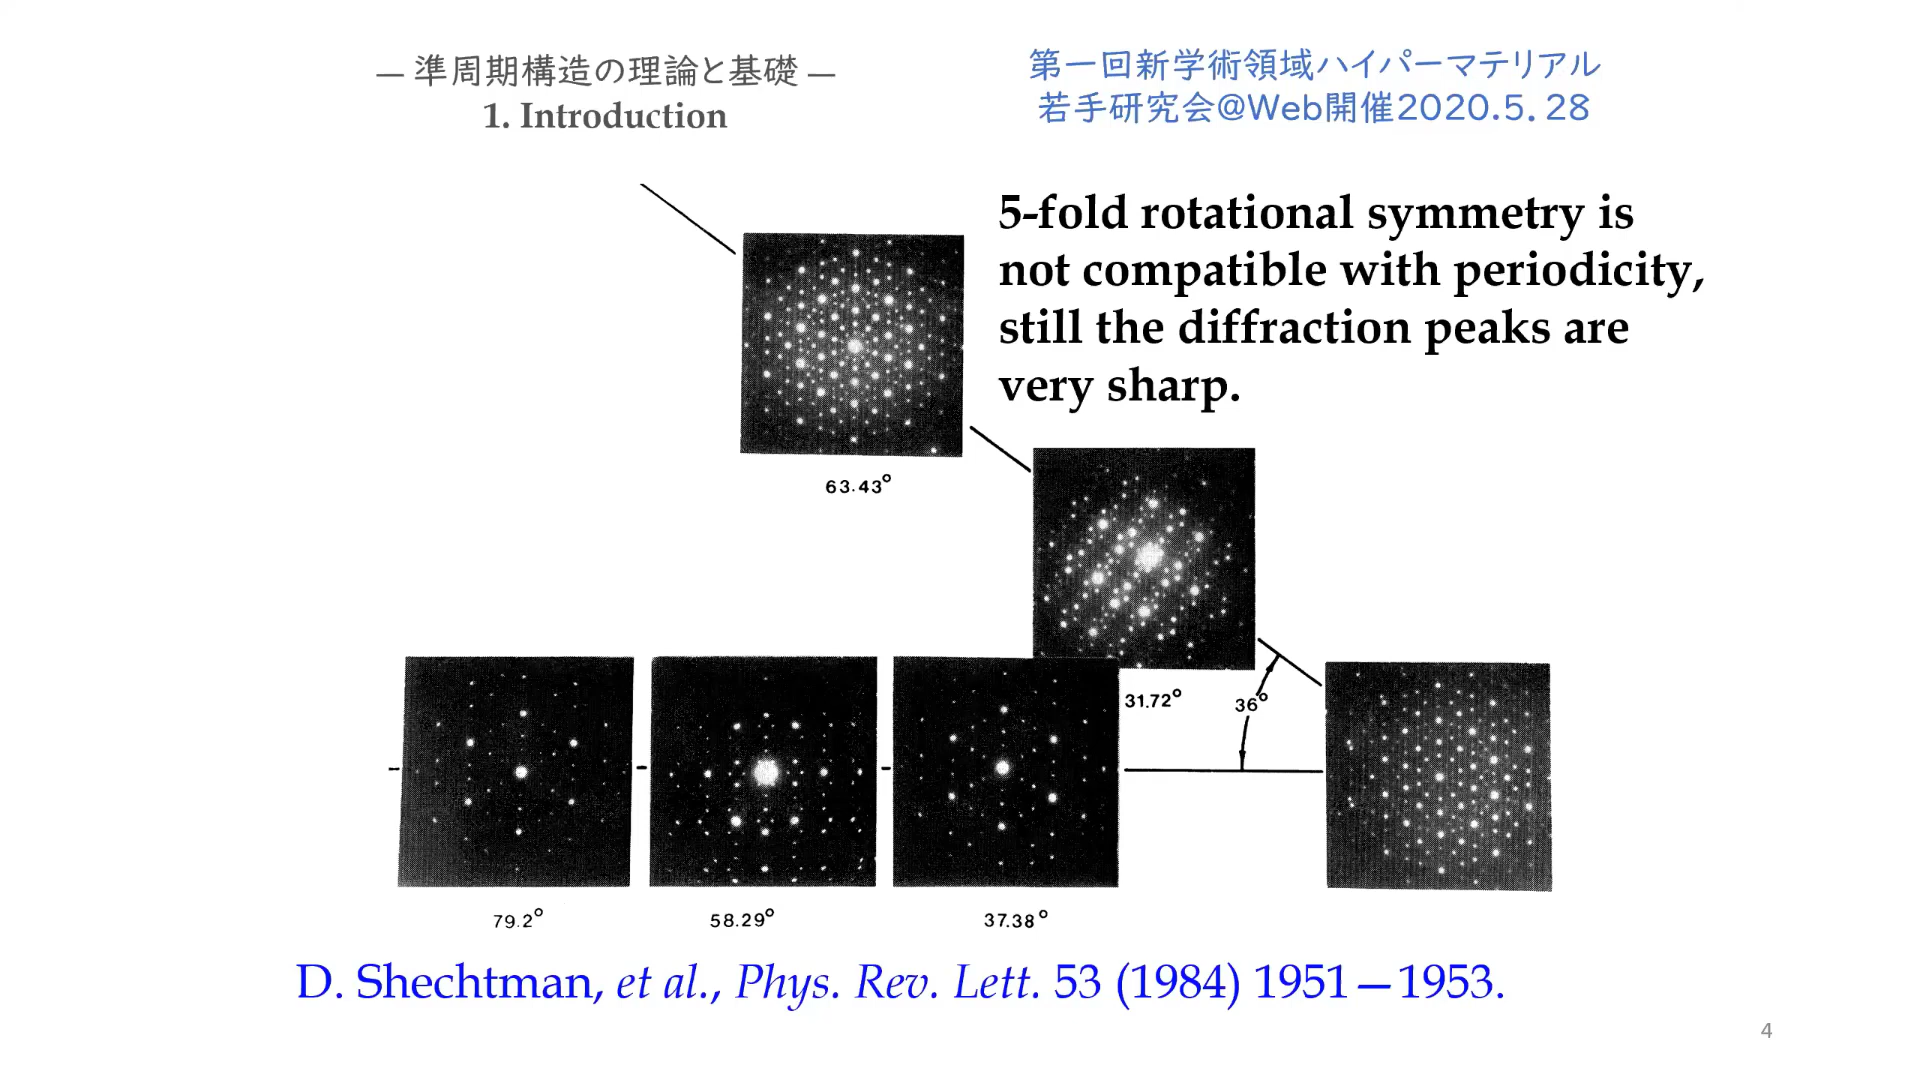 — 準周期構造の理論と基礎 —
1. Introduction
第一回新学術領域ハイパーマテリアル
若手研究会@Web開催2020.5.28
5-fold rotational symmetry is
not compatible with periodicity,
still the diffraction peaks are
very sharp.
63.43°
31.72°
36°
79.2°
58.29°
37.38°
D. Shechtman, et al., Phys. Rev. Lett. 53 (1984) 1951—1953.
4